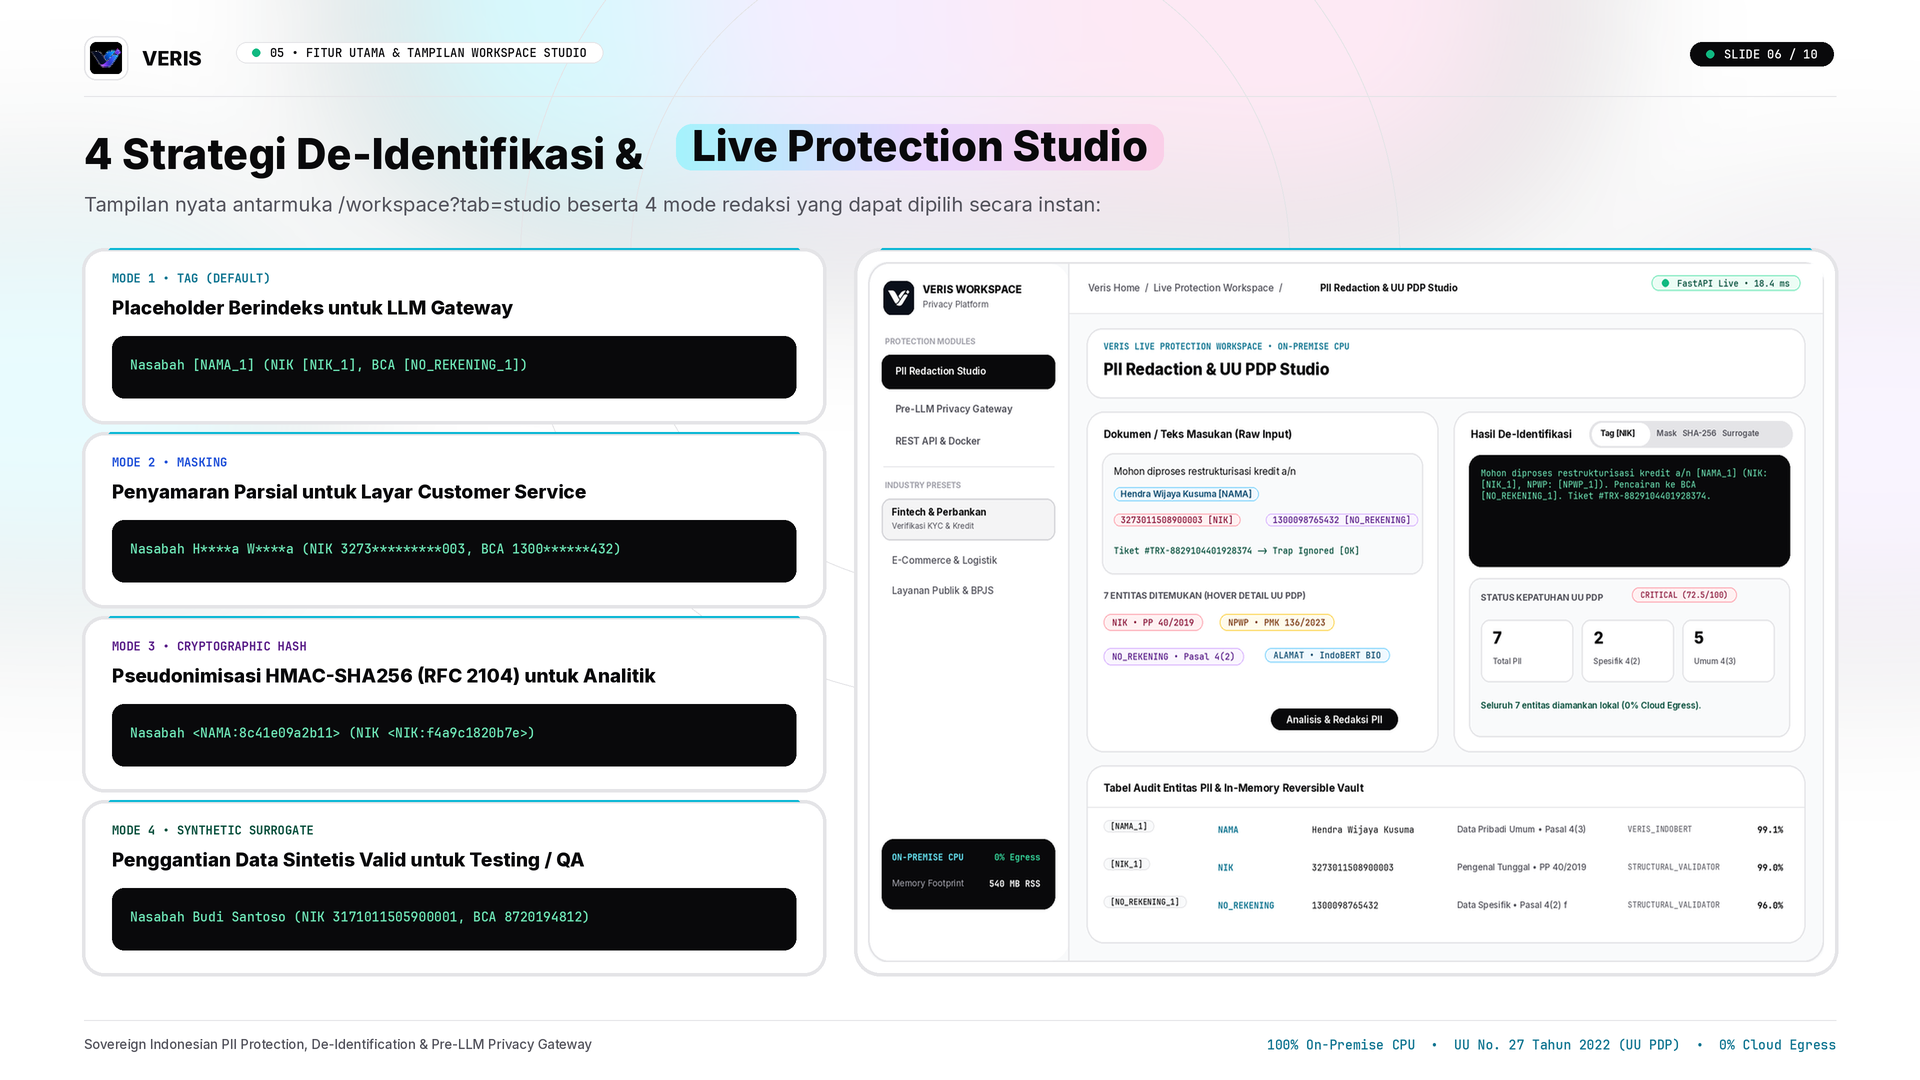 VERIS
05 • FITUR UTAMA & TAMPILAN WORKSPACE STUDIO
SLIDE 06 / 10
4 Strategi De-Identifikasi & Live Protection Studio
Tampilan nyata antarmuka /workspace?tab=studio beserta 4 mode redaksi yang dapat dipilih secara instan:
MODE 1 • TAG (DEFAULT)
Placeholder Berindeks untuk LLM Gateway
Nasabah [NAMA_1] (NIK [NIK_1], BCA [NO_REKENING_1])
MODE 2 • MASKING
Penyamaran Parsial untuk Layar Customer Service
Nasabah H****a W****a (NIK 3273*********003, BCA 1300******432)
MODE 3 • CRYPTOGRAPHIC HASH
Pseudonimisasi HMAC-SHA256 (RFC 2104) untuk Analitik
Nasabah <NAMA:8c41e09a2b11> (NIK <NIK:f4a9c1820b7e>)
MODE 4 • SYNTHETIC SURROGATE
Penggantian Data Sintetis Valid untuk Testing / QA
Nasabah Budi Santoso (NIK 3171011505900001, BCA 8720194812)
VERIS WORKSPACE
Privacy Platform
PROTECTION MODULES
PII Redaction Studio
Pre-LLM Privacy Gateway
REST API & Docker
INDUSTRY PRESETS
Fintech & Perbankan
Verifikasi KYC & Kredit
E-Commerce & Logistik
Layanan Publik & BPJS
ON-PREMISE CPU 0% Egress
Memory Footprint 540 MB RSS
Veris Home / Live Protection Workspace / PII Redaction & UU PDP Studio
FastAPI Live • 18.4 ms
VERIS LIVE PROTECTION WORKSPACE • ON-PREMISE CPU
PII Redaction & UU PDP Studio
Dokumen / Teks Masukan (Raw Input)
Mohon diproses restrukturisasi kredit a/n
Hendra Wijaya Kusuma [NAMA]
3273011508900003 [NIK] 1300098765432 [NO_REKENING]
Tiket #TRX-8829104401928374 → Trap Ignored [OK]
7 ENTITAS DITEMUKAN (HOVER DETAIL UU PDP)
NIK • PP 40/2019 NPWP • PMK 136/2023
NO_REKENING • Pasal 4(2) ALAMAT • IndoBERT BIO
Analisis & Redaksi PII
Hasil De-Identifikasi Tag [NIK] Mask SHA-256 Surrogate
Mohon diproses restrukturisasi kredit a/n [NAMA_1] (NIK:
[NIK_1], NPWP: [NPWP_1]). Pencairan ke BCA
[NO_REKENING_1]. Tiket #TRX-8829104401928374.
STATUS KEPATUHAN UU PDP CRITICAL (72.5/100)
7 2 5
Total PII Spesifik 4(2) Umum 4(3)
Seluruh 7 entitas diamankan lokal (0% Cloud Egress).
Tabel Audit Entitas PII & In-Memory Reversible Vault
[NAMA_1] NAMA Hendra Wijaya Kusuma Data Pribadi Umum • Pasal 4(3) VERIS_INDOBERT 99.1%
[NIK_1] NIK 3273011508900003 Pengenal Tunggal • PP 40/2019 STRUCTURAL_VALIDATOR 99.0%
[NO_REKENING_1] NO_REKENING 1300098765432 Data Spesifik • Pasal 4(2) f STRUCTURAL_VALIDATOR 96.0%
Sovereign Indonesian PII Protection, De-Identification & Pre-LLM Privacy Gateway
100% On-Premise CPU • UU No. 27 Tahun 2022 (UU PDP) • 0% Cloud Egress